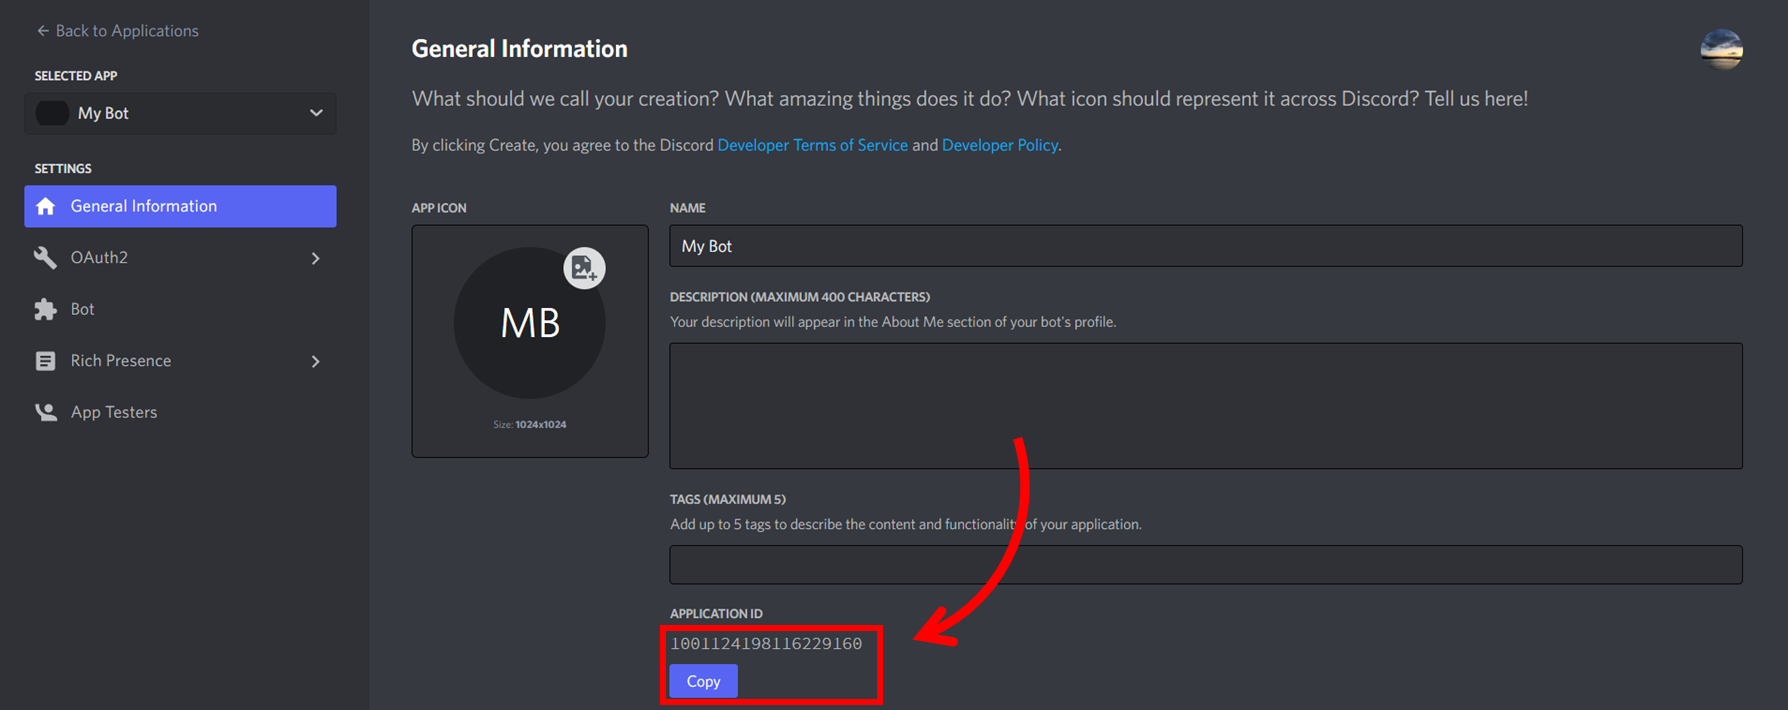 Back to Applications
SELECTED APP
My Bot
SETTINGS
General Information
OAuth2
Bot
Rich Presence
App Testers
General Information
What should we call your creation? What amazing things does it do? What icon should represent it across Discord? Tell us here!
By clicking Create, you agree to the Discord Developer Terms of Service and Developer Policy.
APP ICON
MB
Size: 1024x1024
NAME
My Bot
DESCRIPTION (MAXIMUM 400 CHARACTERS)
Your description will appear in the About Me section of your bot's profile.
TAGS (MAXIMUM 5)
Add up to 5 tags to describe the content and functionality of your application.
APPLICATION ID
1001124198116229160
Copy